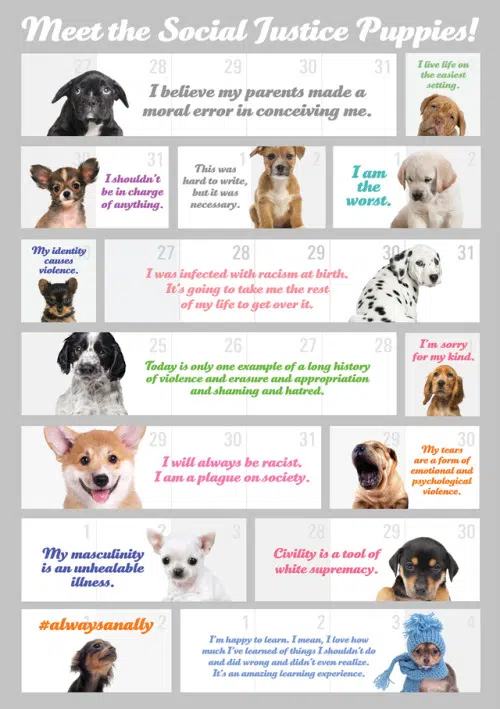 Meet the Social Justice Puppies!
27 28 29 30 31
I believe my parents made a
moral error in conceiving me.
I live life on
the easiest
setting.
31
I shouldn't
be in charge
of anything.
1 2
This was
hard to write,
but it was
necessary.
1 2
I am
the
worst.
My identity
causes
violence.
27 28 29 30 31
I was infected with racism at birth.
It's going to take me the rest
of my life to get over it.
25 26 27 28
Today is only one example of a long history
of violence and erasure and appropriation
and shaming and hatred.
I'm sorry
for my kind.
29 30 31
I will always be racist.
I am a plague on society.
29 30
My tears
are a form of
emotional and
psychological
violence.
1 2 3
My masculinity
is an unhealable
illness.
28 29 30
Civility is a tool of
white supremacy.
2
#alwaysanally
1 2 3 4
I'm happy to learn. I mean, I love how
much I've learned of things I shouldn't do
and did wrong and didn't even realize.
It's an amazing learning experience.